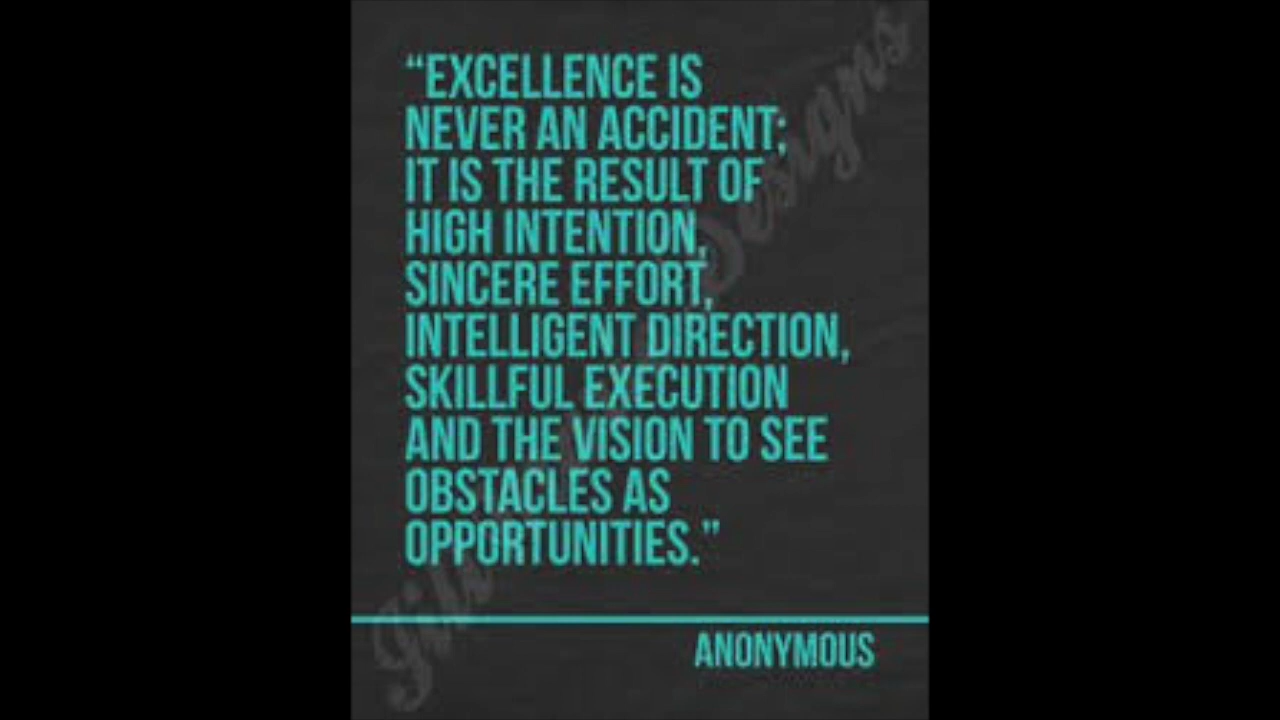 “EXCELLENCE IS
NEVER AN ACCIDENT;
IT IS THE RESULT OF
HIGH INTENTION,
SINCERE EFFORT,
INTELLIGENT DIRECTION,
SKILLFUL EXECUTION
AND THE VISION TO SEE
OBSTACLES AS
OPPORTUNITIES.”
ANONYMOUS
Designs